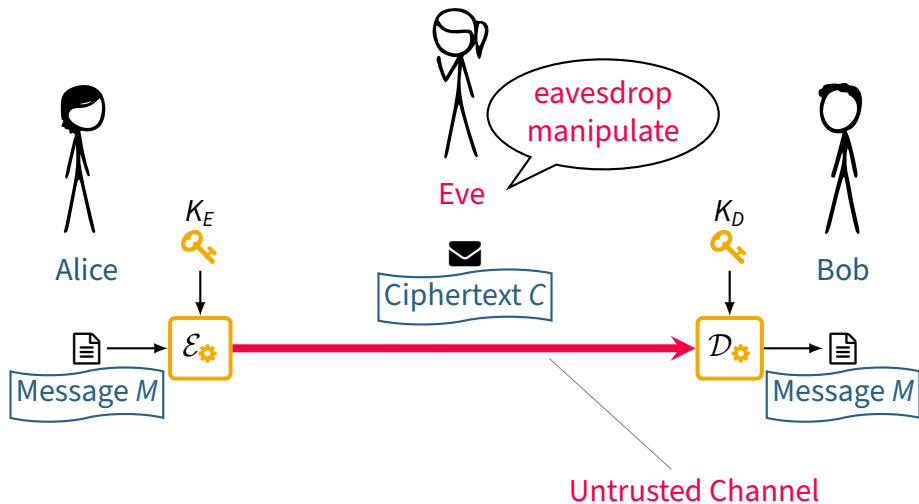 eavesdrop
manipulate
Eve
K_E
K_D
Alice
Bob
Ciphertext C
ℰ
𝒟
Message M
Message M
Untrusted Channel